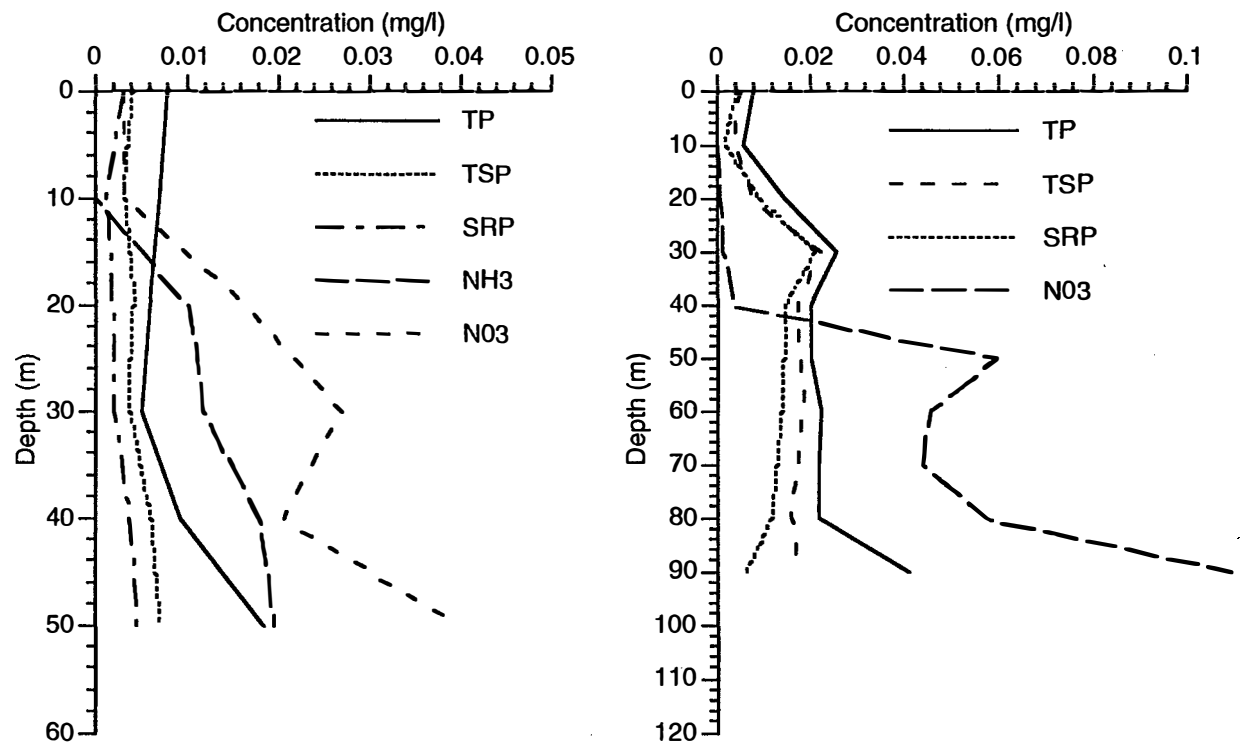 Concentration (mg/l)
0 0.01 0.02 0.03 0.04 0.05
0
10
20
30
40
50
60
Depth (m)
TP
TSP
SRP
NH3
N03
Concentration (mg/l)
0 0.02 0.04 0.06 0.08 0.1
0
10
20
30
40
50
60
70
80
90
100
110
120
Depth (m)
TP
TSP
SRP
N03